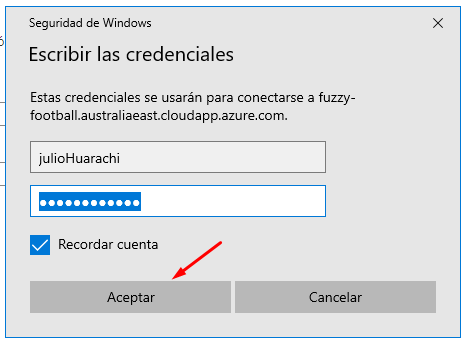 Seguridad de Windows
Escribir las credenciales
Estas credenciales se usarán para conectarse a fuzzy-
football.australiaeast.cloudapp.azure.com.
julioHuarachi
●●●●●●●●●●●●
Recordar cuenta
Aceptar
Cancelar